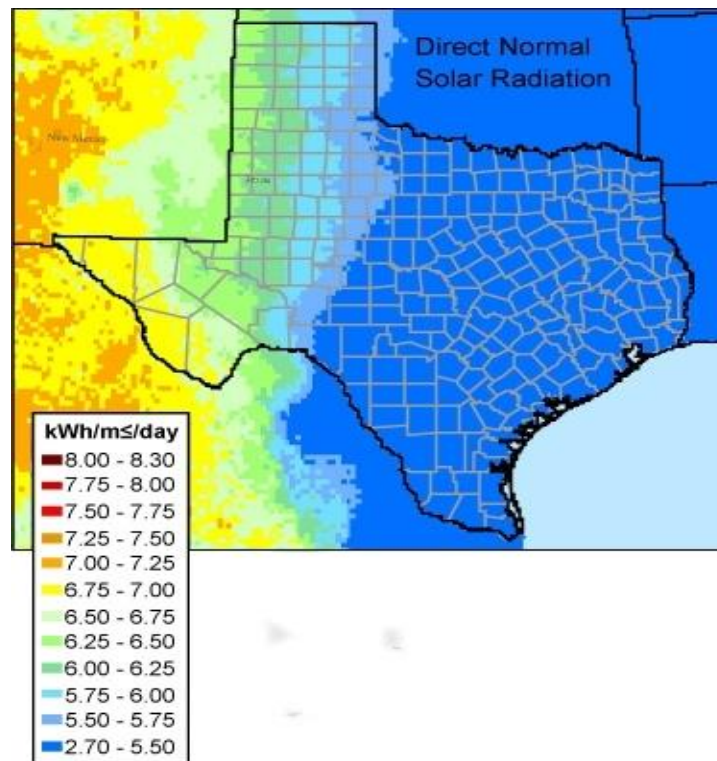 Direct Normal
Solar Radiation
New Mexico
kWh/m≤/day
8.00 - 8.30
7.75 - 8.00
7.50 - 7.75
7.25 - 7.50
7.00 - 7.25
6.75 - 7.00
6.50 - 6.75
6.25 - 6.50
6.00 - 6.25
5.75 - 6.00
5.50 - 5.75
2.70 - 5.50